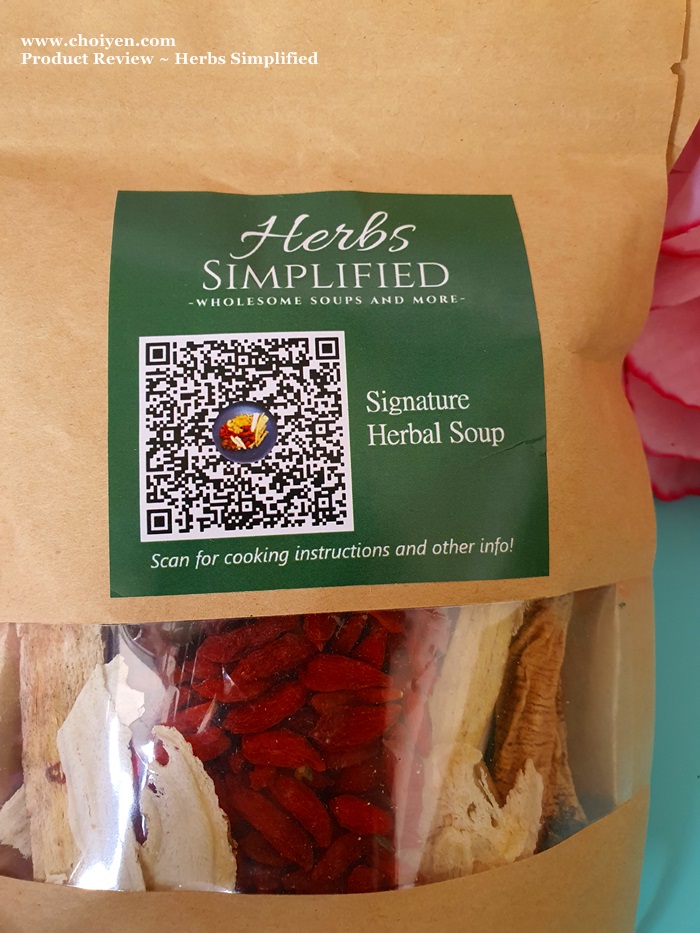 www.choiyen.com
Product Review ~ Herbs Simplified
Herbs
SIMPLIFIED
-WHOLESOME SOUPS AND MORE-
Signature
Herbal Soup
Scan for cooking instructions and other info!